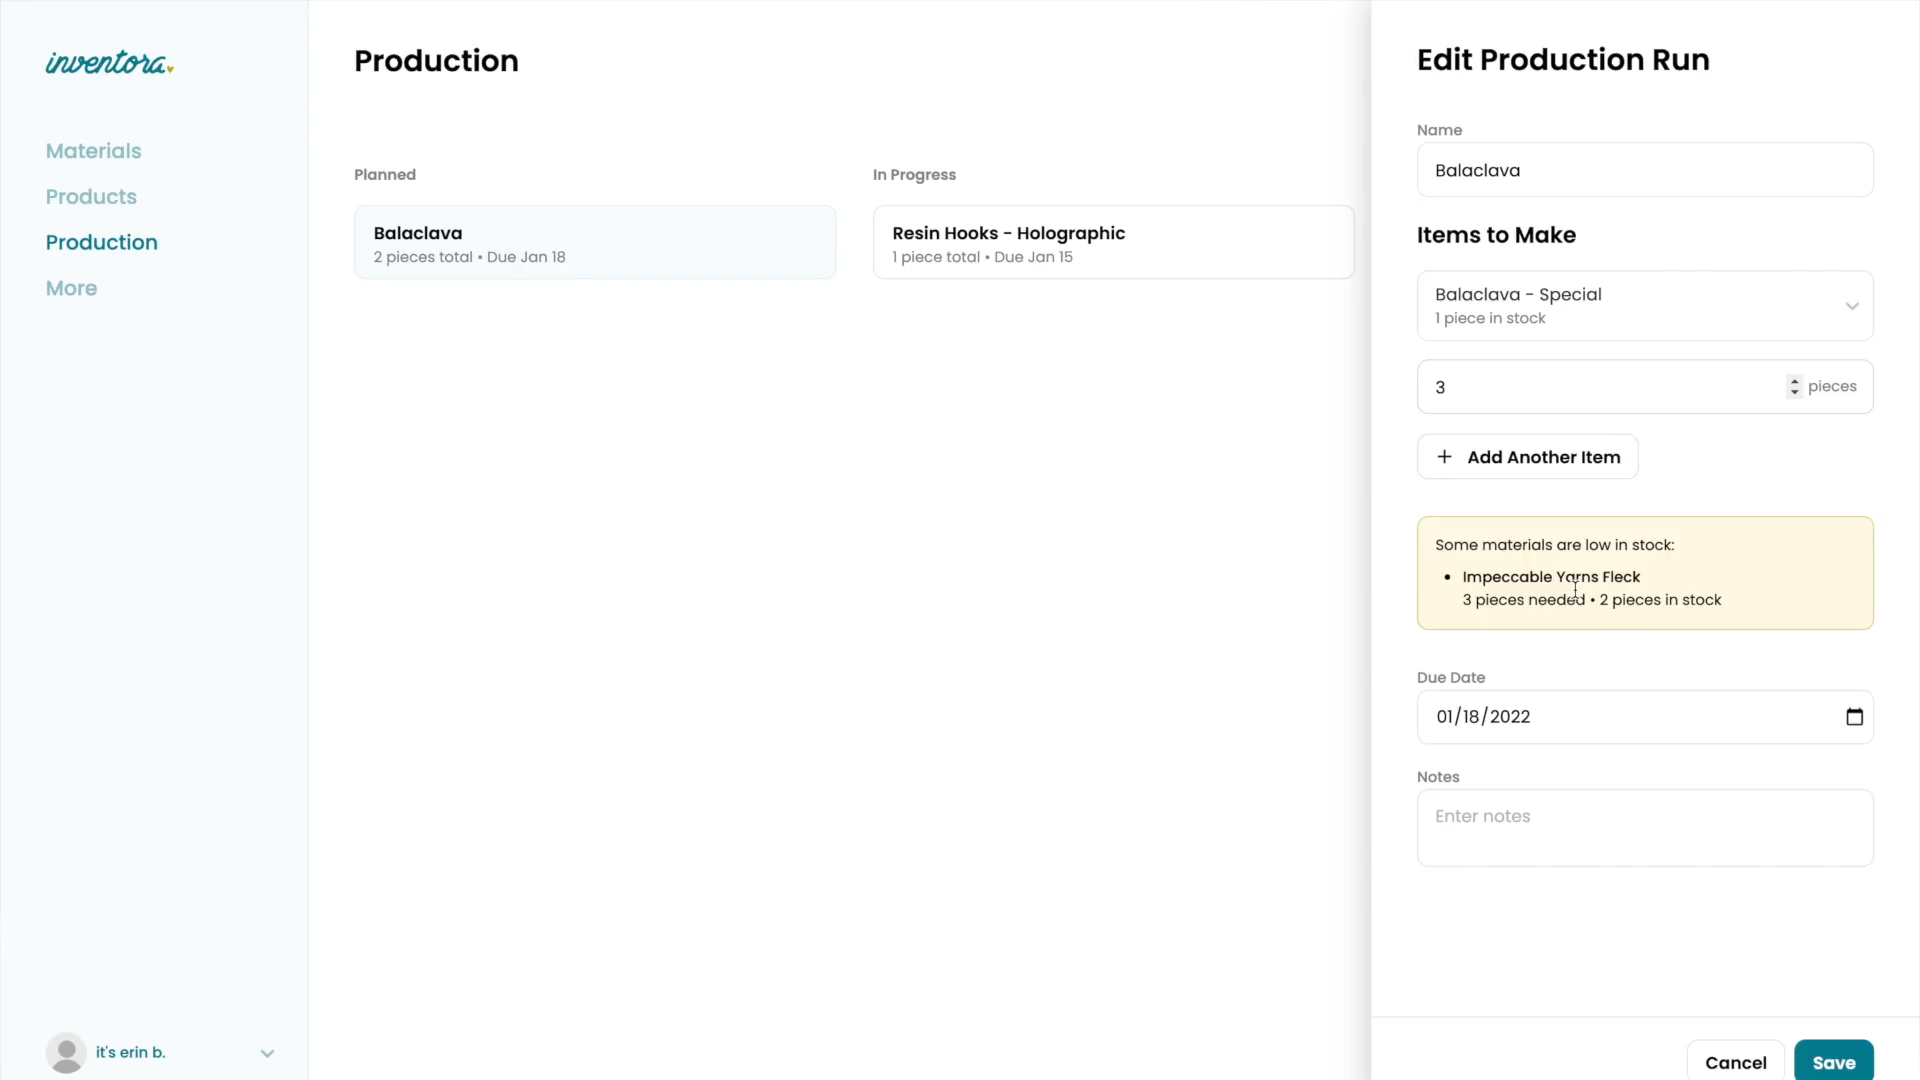 inventora
Materials
Products
Production
More
it's erin b.
Production
Planned
Balaclava
2 pieces total • Due Jan 18
In Progress
Resin Hooks - Holographic
1 piece total • Due Jan 15
Edit Production Run
Name
Balaclava
Items to Make
Balaclava - Special
1 piece in stock
3 pieces
+ Add Another Item
Some materials are low in stock:
• Impeccable Yarns Fleck
3 pieces needed • 2 pieces in stock
Due Date
01/18/2022
Notes
Enter notes
Cancel
Save